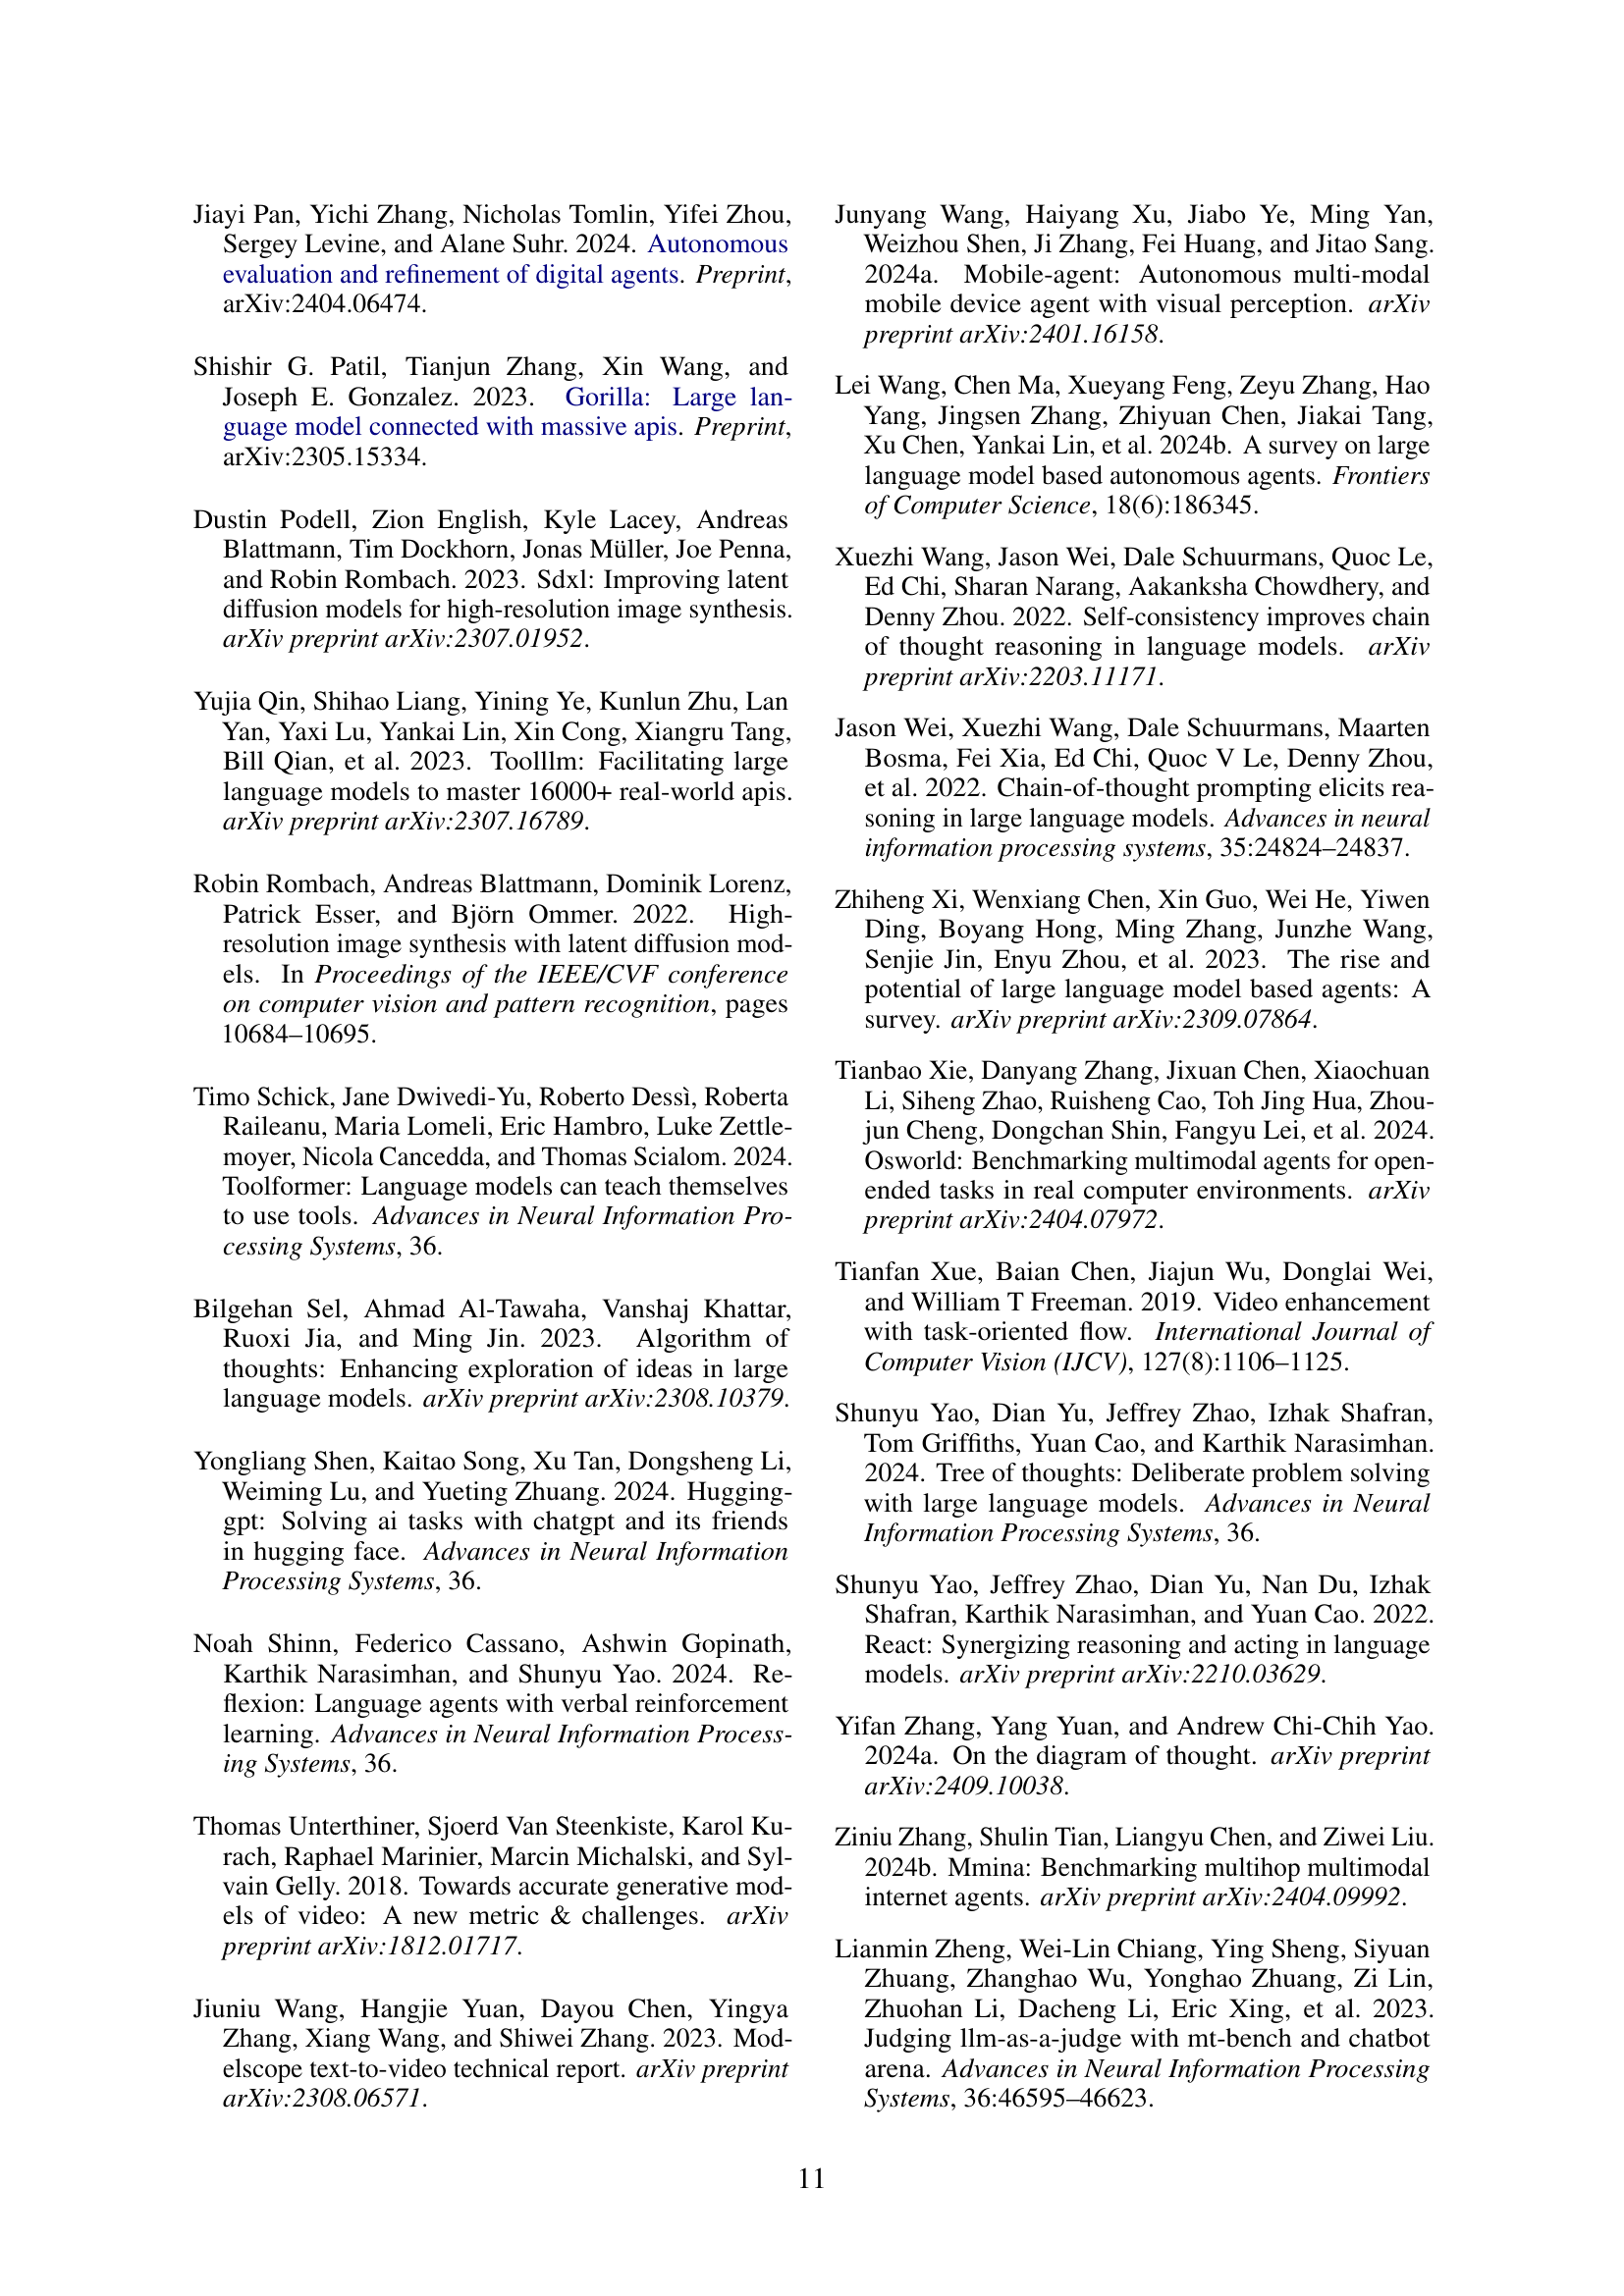 Jiayi Pan, Yichi Zhang, Nicholas Tomlin, Yifei Zhou,
Sergey Levine, and Alane Suhr. 2024. Autonomous
evaluation and refinement of digital agents. Preprint,
arXiv:2404.06474.
Shishir G. Patil, Tianjun Zhang, Xin Wang, and
Joseph E. Gonzalez. 2023. Gorilla: Large lan-
guage model connected with massive apis. Preprint,
arXiv:2305.15334.
Dustin Podell, Zion English, Kyle Lacey, Andreas
Blattmann, Tim Dockhorn, Jonas Müller, Joe Penna,
and Robin Rombach. 2023. Sdxl: Improving latent
diffusion models for high-resolution image synthesis.
arXiv preprint arXiv:2307.01952.
Yujia Qin, Shihao Liang, Yining Ye, Kunlun Zhu, Lan
Yan, Yaxi Lu, Yankai Lin, Xin Cong, Xiangru Tang,
Bill Qian, et al. 2023. Toolllm: Facilitating large
language models to master 16000+ real-world apis.
arXiv preprint arXiv:2307.16789.
Robin Rombach, Andreas Blattmann, Dominik Lorenz,
Patrick Esser, and Björn Ommer. 2022. High-
resolution image synthesis with latent diffusion mod-
els. In Proceedings of the IEEE/CVF conference
on computer vision and pattern recognition, pages
10684–10695.
Timo Schick, Jane Dwivedi-Yu, Roberto Dessì, Roberta
Raileanu, Maria Lomeli, Eric Hambro, Luke Zettle-
moyer, Nicola Cancedda, and Thomas Scialom. 2024.
Toolformer: Language models can teach themselves
to use tools. Advances in Neural Information Pro-
cessing Systems, 36.
Bilgehan Sel, Ahmad Al-Tawaha, Vanshaj Khattar,
Ruoxi Jia, and Ming Jin. 2023. Algorithm of
thoughts: Enhancing exploration of ideas in large
language models. arXiv preprint arXiv:2308.10379.
Yongliang Shen, Kaitao Song, Xu Tan, Dongsheng Li,
Weiming Lu, and Yueting Zhuang. 2024. Hugging-
gpt: Solving ai tasks with chatgpt and its friends
in hugging face. Advances in Neural Information
Processing Systems, 36.
Noah Shinn, Federico Cassano, Ashwin Gopinath,
Karthik Narasimhan, and Shunyu Yao. 2024. Re-
flexion: Language agents with verbal reinforcement
learning. Advances in Neural Information Process-
ing Systems, 36.
Thomas Unterthiner, Sjoerd Van Steenkiste, Karol Ku-
rach, Raphael Marinier, Marcin Michalski, and Syl-
vain Gelly. 2018. Towards accurate generative mod-
els of video: A new metric & challenges. arXiv
preprint arXiv:1812.01717.
Jiuniu Wang, Hangjie Yuan, Dayou Chen, Yingya
Zhang, Xiang Wang, and Shiwei Zhang. 2023. Mod-
elscope text-to-video technical report. arXiv preprint
arXiv:2308.06571.
Junyang Wang, Haiyang Xu, Jiabo Ye, Ming Yan,
Weizhou Shen, Ji Zhang, Fei Huang, and Jitao Sang.
2024a. Mobile-agent: Autonomous multi-modal
mobile device agent with visual perception. arXiv
preprint arXiv:2401.16158.
Lei Wang, Chen Ma, Xueyang Feng, Zeyu Zhang, Hao
Yang, Jingsen Zhang, Zhiyuan Chen, Jiakai Tang,
Xu Chen, Yankai Lin, et al. 2024b. A survey on large
language model based autonomous agents. Frontiers
of Computer Science, 18(6):186345.
Xuezhi Wang, Jason Wei, Dale Schuurmans, Quoc Le,
Ed Chi, Sharan Narang, Aakanksha Chowdhery, and
Denny Zhou. 2022. Self-consistency improves chain
of thought reasoning in language models. arXiv
preprint arXiv:2203.11171.
Jason Wei, Xuezhi Wang, Dale Schuurmans, Maarten
Bosma, Fei Xia, Ed Chi, Quoc V Le, Denny Zhou,
et al. 2022. Chain-of-thought prompting elicits rea-
soning in large language models. Advances in neural
information processing systems, 35:24824–24837.
Zhiheng Xi, Wenxiang Chen, Xin Guo, Wei He, Yiwen
Ding, Boyang Hong, Ming Zhang, Junzhe Wang,
Senjie Jin, Enyu Zhou, et al. 2023. The rise and
potential of large language model based agents: A
survey. arXiv preprint arXiv:2309.07864.
Tianbao Xie, Danyang Zhang, Jixuan Chen, Xiaochuan
Li, Siheng Zhao, Ruisheng Cao, Toh Jing Hua, Zhou-
jun Cheng, Dongchan Shin, Fangyu Lei, et al. 2024.
Osworld: Benchmarking multimodal agents for open-
ended tasks in real computer environments. arXiv
preprint arXiv:2404.07972.
Tianfan Xue, Baian Chen, Jiajun Wu, Donglai Wei,
and William T Freeman. 2019. Video enhancement
with task-oriented flow. International Journal of
Computer Vision (IJCV), 127(8):1106–1125.
Shunyu Yao, Dian Yu, Jeffrey Zhao, Izhak Shafran,
Tom Griffiths, Yuan Cao, and Karthik Narasimhan.
2024. Tree of thoughts: Deliberate problem solving
with large language models. Advances in Neural
Information Processing Systems, 36.
Shunyu Yao, Jeffrey Zhao, Dian Yu, Nan Du, Izhak
Shafran, Karthik Narasimhan, and Yuan Cao. 2022.
React: Synergizing reasoning and acting in language
models. arXiv preprint arXiv:2210.03629.
Yifan Zhang, Yang Yuan, and Andrew Chi-Chih Yao.
2024a. On the diagram of thought. arXiv preprint
arXiv:2409.10038.
Ziniu Zhang, Shulin Tian, Liangyu Chen, and Ziwei Liu.
2024b. Mmina: Benchmarking multihop multimodal
internet agents. arXiv preprint arXiv:2404.09992.
Lianmin Zheng, Wei-Lin Chiang, Ying Sheng, Siyuan
Zhuang, Zhanghao Wu, Yonghao Zhuang, Zi Lin,
Zhuohan Li, Dacheng Li, Eric Xing, et al. 2023.
Judging llm-as-a-judge with mt-bench and chatbot
arena. Advances in Neural Information Processing
Systems, 36:46595–46623.
11